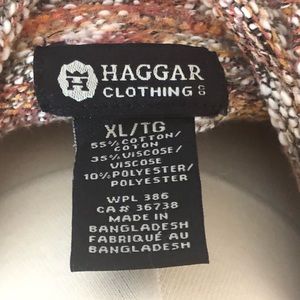 HAGGAR
CLOTHING CO
XL/TG
55% COTTON/
COTON
35% VISCOSE/
VISCOSE
10% POLYESTER/
POLYESTER
WPL 386
CA# 36738
MADE IN
BANGLADESH
FABRIQUÉ AU
BANGLADESH